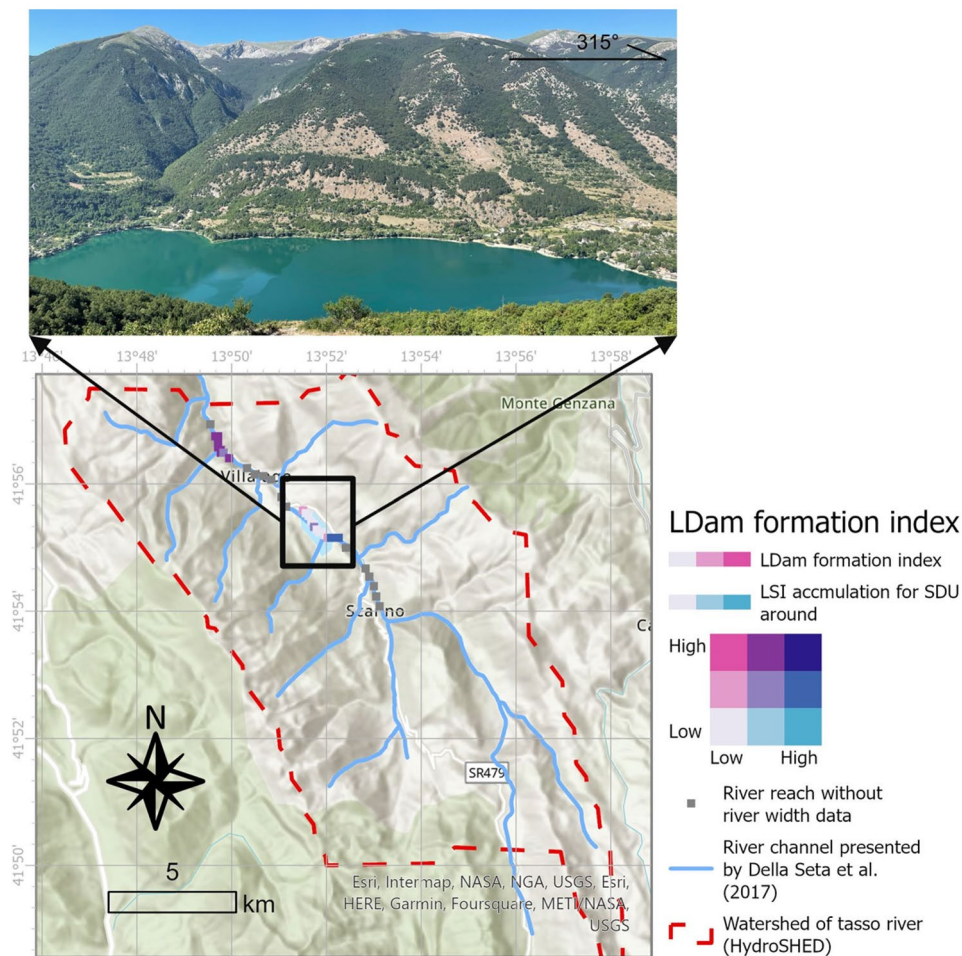 315°
13°46' 13°48' 13°50' 13°52' 13°54' 13°56' 13°58'
Monte Genzana
41°56'
41°54'
Scanno
41°52'
N
SR479
41°50'
5
km
Esri, Intermap, NASA, NGA, USGS, Esri,
HERE, Garmin, Foursquare, METI/NASA,
USGS
LDam formation index
LDam formation index
LSI accmulation for SDU
around
High
Low
Low High
River reach without
river width data
River channel presented
by Della Seta et al.
(2017)
Watershed of tasso river
(HydroSHED)